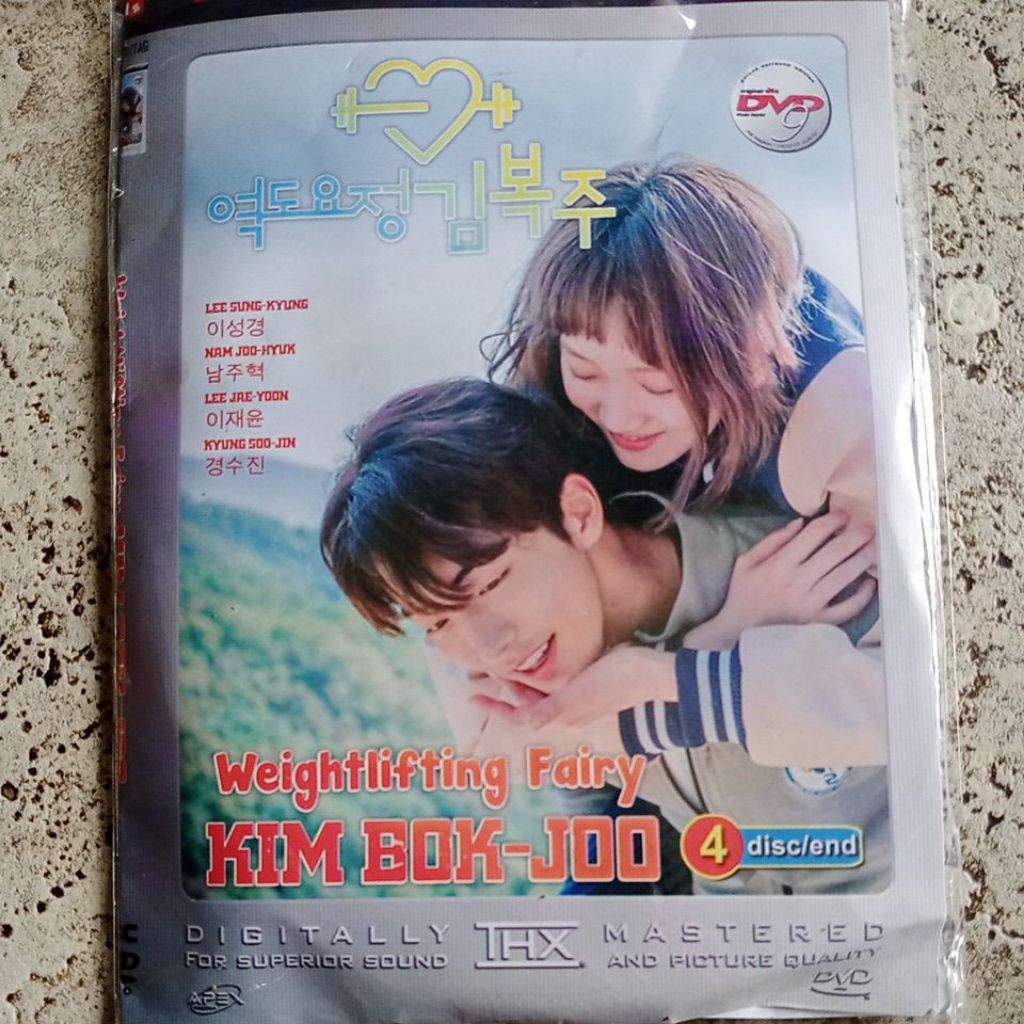 역도요정 김복주
DVD
9
LEE SUNG-KYUNG
이성경
NAM JOO-HYUK
남주혁
LEE JAE-YOON
이재윤
KYUNG SOO-JIN
경수진
Weightlifting Fairy
KIM BOK-JOO
4 disc/end
DIGITALLY THX MASTERED
FOR SUPERIOR SOUND AND PICTURE QUALITY
APEX
DVD